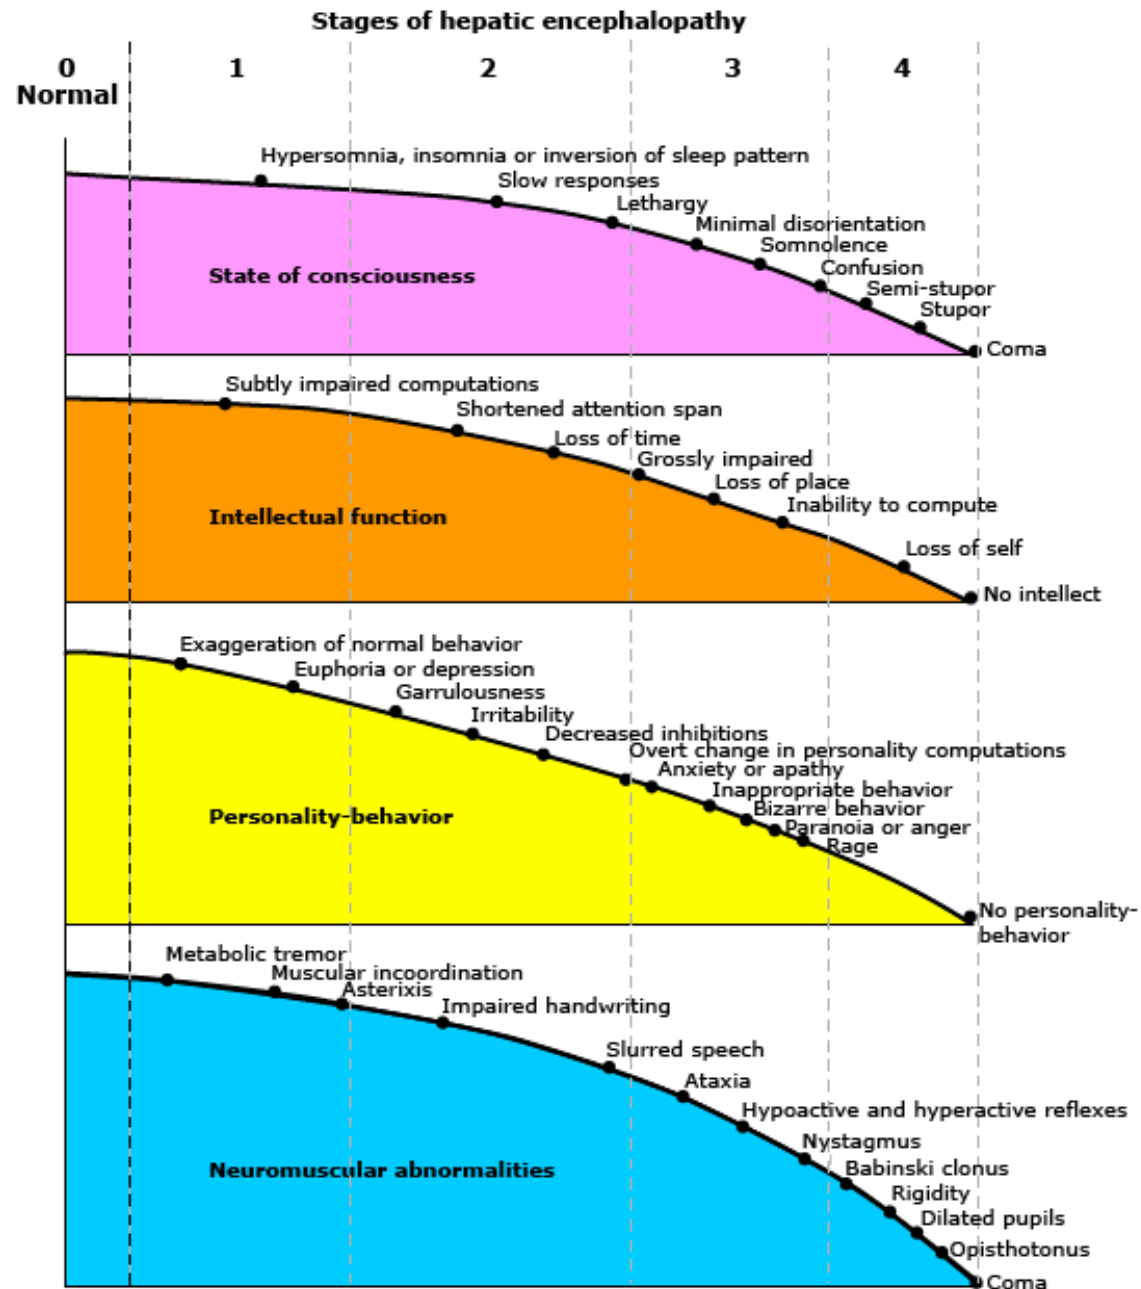 Stages of hepatic encephalopathy
0 1 2 3 4
Normal
Hypersomnia, insomnia or inversion of sleep pattern
Slow responses
Lethargy
Minimal disorientation
Somnolence
Confusion
Semi-stupor
Stupor
Coma
State of consciousness
Subtly impaired computations
Shortened attention span
Loss of time
Grossly impaired
Loss of place
Inability to compute
Loss of self
No intellect
Intellectual function
Exaggeration of normal behavior
Euphoria or depression
Garrulousness
Irritability
Decreased inhibitions
Overt change in personality computations
Anxiety or apathy
Inappropriate behavior
Bizarre behavior
Paranoia or anger
Rage
No personality-
behavior
Personality-behavior
Metabolic tremor
Muscular incoordination
Asterixis
Impaired handwriting
Slurred speech
Ataxia
Hypoactive and hyperactive reflexes
Nystagmus
Babinski clonus
Rigidity
Dilated pupils
Opisthotonus
Coma
Neuromuscular abnormalities